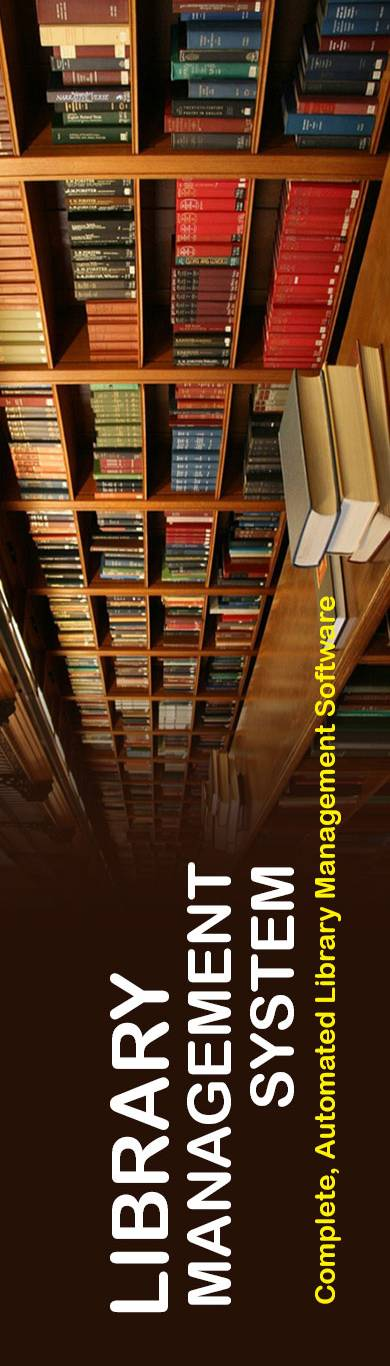 LIBRARY
MANAGEMENT
SYSTEM
Complete, Automated Library Management Software